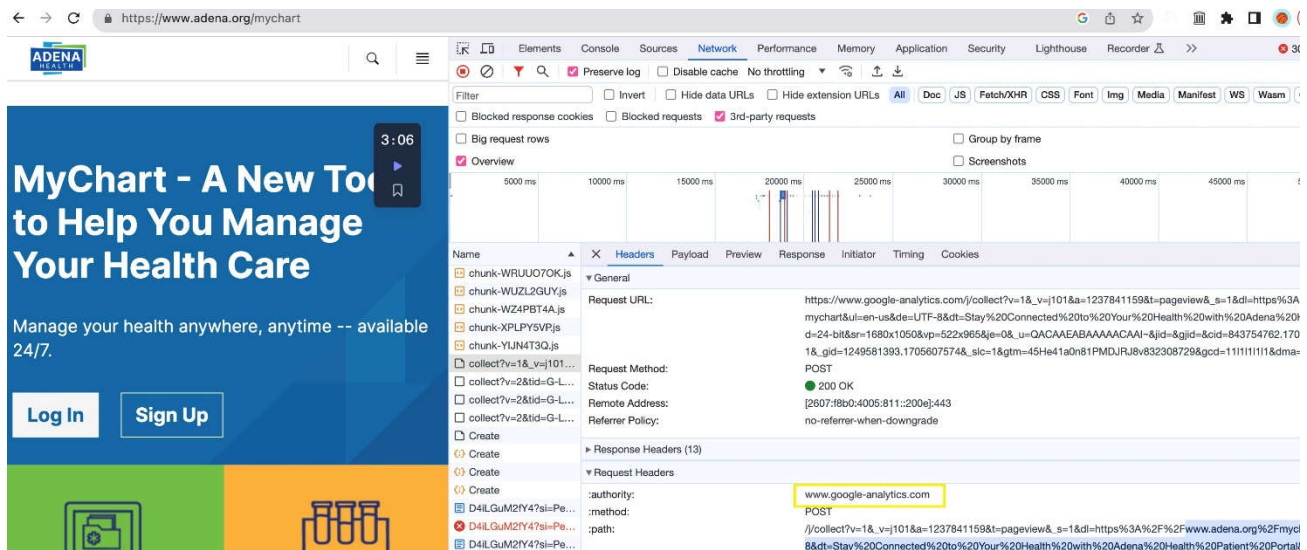 https://www.adena.org/mychart
ADENA
HEALTH
3:06
MyChart - A New Too
to Help You Manage
Your Health Care
Manage your health anywhere, anytime -- available
24/7.
Log In
Sign Up
Elements Console Sources Network Performance Memory Application Security Lighthouse Recorder
30
Preserve log Disable cache No throttling
Filter Invert Hide data URLs Hide extension URLs All Doc JS Fetch/XHR CSS Font Img Media Manifest WS Wasm
Blocked response cookies Blocked requests 3rd-party requests
Big request rows Group by frame
Overview Screenshots
5000 ms 10000 ms 15000 ms 20000 ms 25000 ms 30000 ms 35000 ms 40000 ms 45000 ms
Name
chunk-WRUUO7OK.js
chunk-WUZL2GUY.js
chunk-WZ4PBT4A.js
chunk-XPLPY5VP.js
chunk-YIJN4T3Q.js
collect?v=1&_v=j101...
collect?v=2&tid=G-L...
collect?v=2&tid=G-L...
collect?v=2&tid=G-L...
Create
Create
Create
Create
D4iLGuM2fY4?si=Pe...
D4iLGuM2fY4?si=Pe...
D4iLGuM2fY4?si=Pe...
Headers Payload Preview Response Initiator Timing Cookies
General
Request URL: https://www.google-analytics.com/j/collect?v=1&_v=j101&a=1237841159&t=pageview&_s=1&dl=https%3A
mychart&ul=en-us&de=UTF-8&dt=Stay%20Connected%20to%20Your%20Health%20with%20Adena%20H
d=24-bit&sr=1680x1050&vp=522x965&je=0&_u=QACAAEABAAAAACAAI~&jid=&gjid=&cid=843754762.170
1&_gid=1249581393.1705607574&_slc=1&gtm=45He41a0n81PMDJRJ8v832308729&gcd=11l1l1l1l1&dma=
Request Method: POST
Status Code: 200 OK
Remote Address: [2607:f8b0:4005:811::200e]:443
Referrer Policy: no-referrer-when-downgrade
Response Headers (13)
Request Headers
:authority: www.google-analytics.com
:method: POST
:path: /j/collect?v=1&_v=j101&a=1237841159&t=pageview&_s=1&dl=https%3A%2F%2Fwww.adena.org%2Fmycl
8&dt=Stay%20Connected%20to%20Your%20Health%20with%20Adena%20Health%20Patient%20Portal&